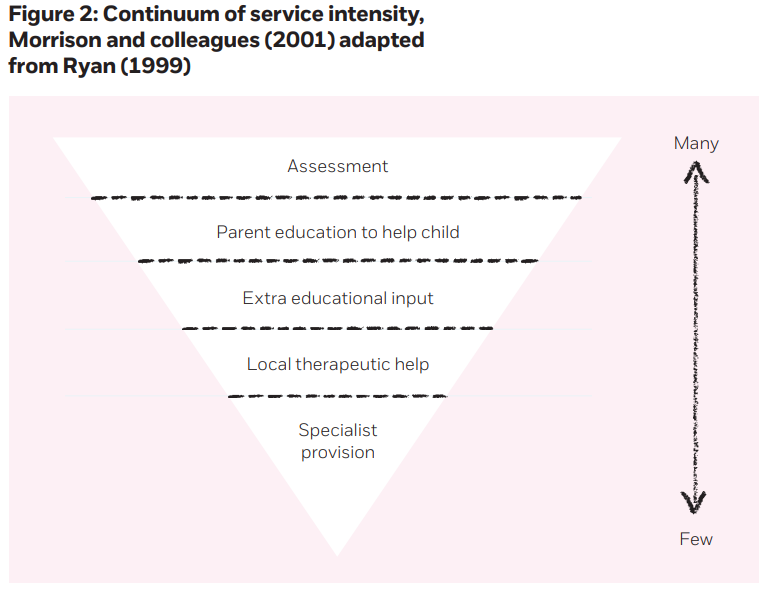 Figure 2: Continuum of service intensity,
Morrison and colleagues (2001) adapted
from Ryan (1999)
Many
Assessment
Parent education to help child
Extra educational input
Local therapeutic help
Specialist
provision
Few